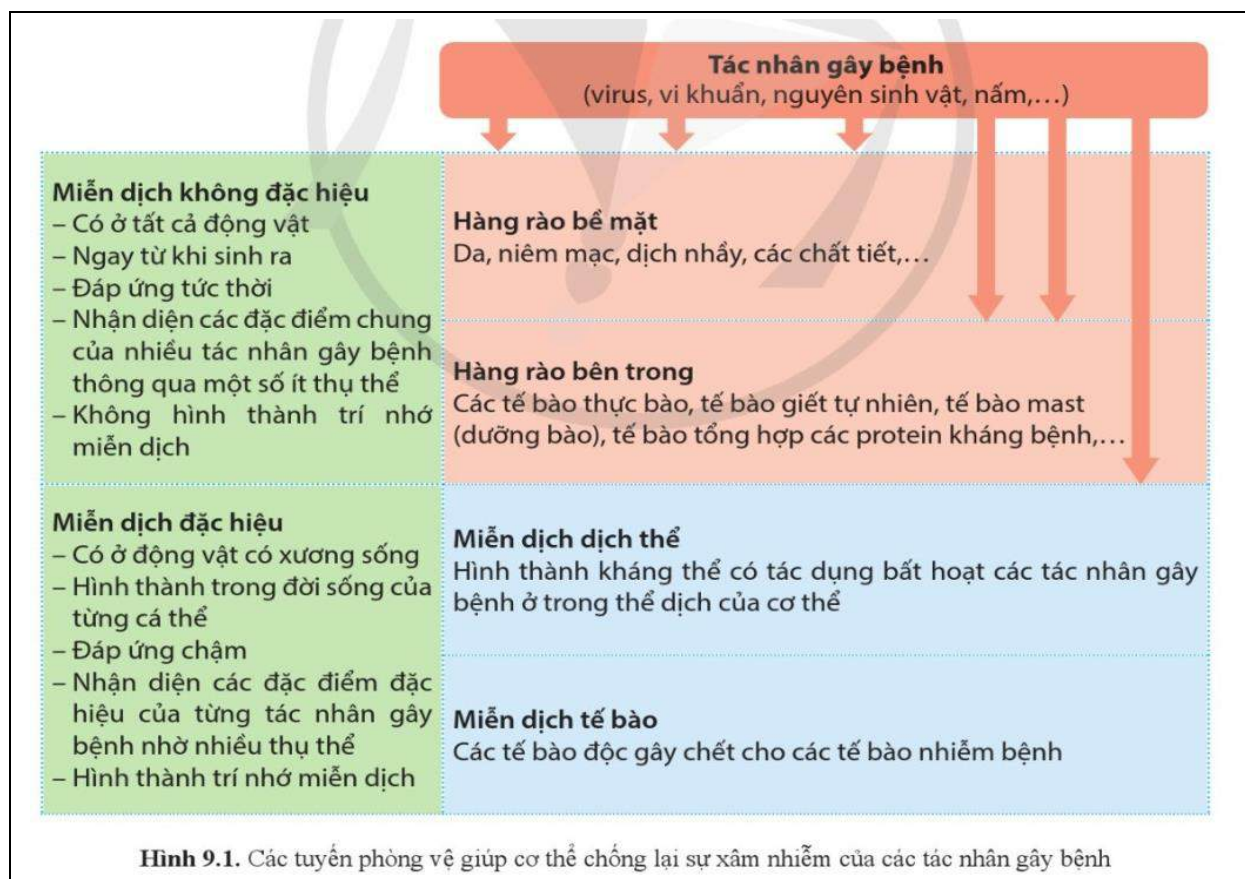 Tác nhân gây bệnh
(virus, vi khuẩn, nguyên sinh vật, nấm,…)
Miễn dịch không đặc hiệu
– Có ở tất cả động vật
– Ngay từ khi sinh ra
– Đáp ứng tức thời
– Nhận diện các đặc điểm chung
của nhiều tác nhân gây bệnh
thông qua một số ít thụ thể
– Không hình thành trí nhớ
miễn dịch
Hàng rào bề mặt
Da, niêm mạc, dịch nhầy, các chất tiết,…
Hàng rào bên trong
Các tế bào thực bào, tế bào giết tự nhiên, tế bào mast
(dưỡng bào), tế bào tổng hợp các protein kháng bệnh,…
Miễn dịch đặc hiệu
– Có ở động vật có xương sống
– Hình thành trong đời sống của
từng cá thể
– Đáp ứng chậm
– Nhận diện các đặc điểm đặc
hiệu của từng tác nhân gây
bệnh nhờ nhiều thụ thể
– Hình thành trí nhớ miễn dịch
Miễn dịch dịch thể
Hình thành kháng thể có tác dụng bất hoạt các tác nhân gây
bệnh ở trong thể dịch của cơ thể
Miễn dịch tế bào
Các tế bào độc gây chết cho các tế bào nhiễm bệnh
Hình 9.1. Các tuyến phòng vệ giúp cơ thể chống lại sự xâm nhiễm của các tác nhân gây bệnh